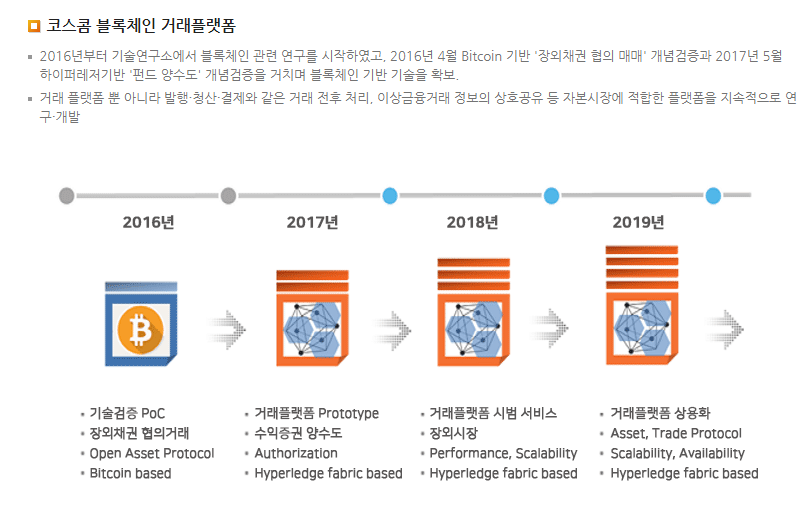 코스콤 블록체인 거래플랫폼
2016년부터 기술연구소에서 블록체인 관련 연구를 시작하였고, 2016년 4월 Bitcoin 기반 '장외채권 협의 매매' 개념검증과 2017년 5월
하이퍼레저기반 '펀드 양수도' 개념검증을 거치며 블록체인 기반 기술을 확보.
거래 플랫폼 뿐 아니라 발행·청산·결제와 같은 거래 전후 처리, 이상금융거래 정보의 상호공유 등 자본시장에 적합한 플랫폼을 지속적으로 연
구·개발
2016년 2017년 2018년 2019년
• 기술검증 PoC
• 장외채권 협의거래
• Open Asset Protocol
• Bitcoin based
• 거래플랫폼 Prototype
• 수익증권 양수도
• Authorization
• Hyperledge fabric based
• 거래플랫폼 시범 서비스
• 장외시장
• Performance, Scalability
• Hyperledge fabric based
• 거래플랫폼 상용화
• Asset, Trade Protocol
• Scalability, Availability
• Hyperledge fabric based